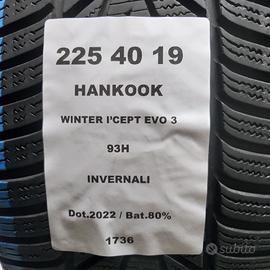 225 40 19
HANKOOK
WINTER I'CEPT EVO 3
93H
INVERNALI
Dot.2022 / Bat.80%
1736
subito